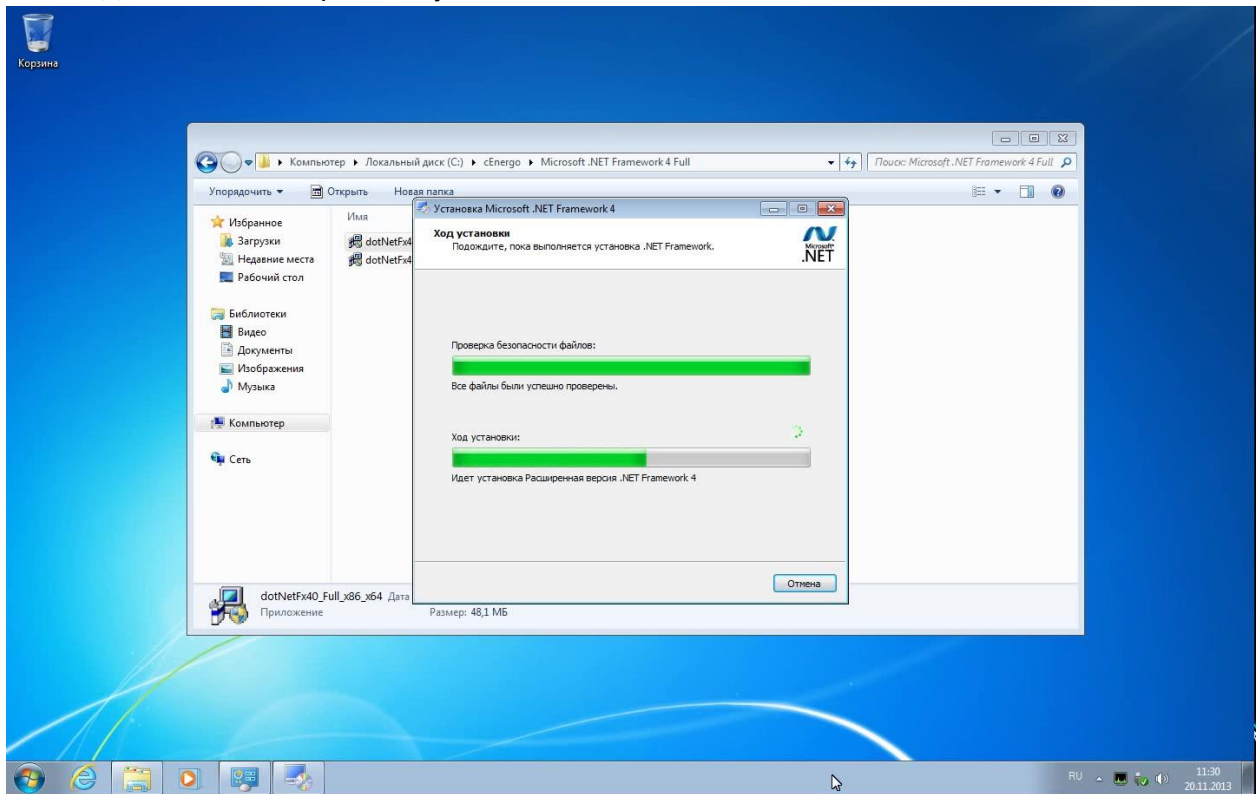 Корзина
Компьютер
Локальный диск (C:)
cEnergo
Microsoft .NET Framework 4 Full
Поиск: Microsoft .NET Framework 4 Full
Упорядочить
Открыть
Новая папка
Избранное
Загрузки
Недавние места
Рабочий стол
Библиотеки
Видео
Документы
Изображения
Музыка
Компьютер
Сеть
Имя
dotNetFx4
dotNetFx4
Установка Microsoft .NET Framework 4
Ход установки
Подождите, пока выполняется установка .NET Framework.
Microsoft
.NET
Проверка безопасности файлов:
Все файлы были успешно проверены.
Ход установки:
Идет установка Расширенная версия .NET Framework 4
Отмена
dotNetFx40_Full_x86_x64 Дата
Приложение
Размер: 48,1 МБ
RU
11:30
20.11.2013